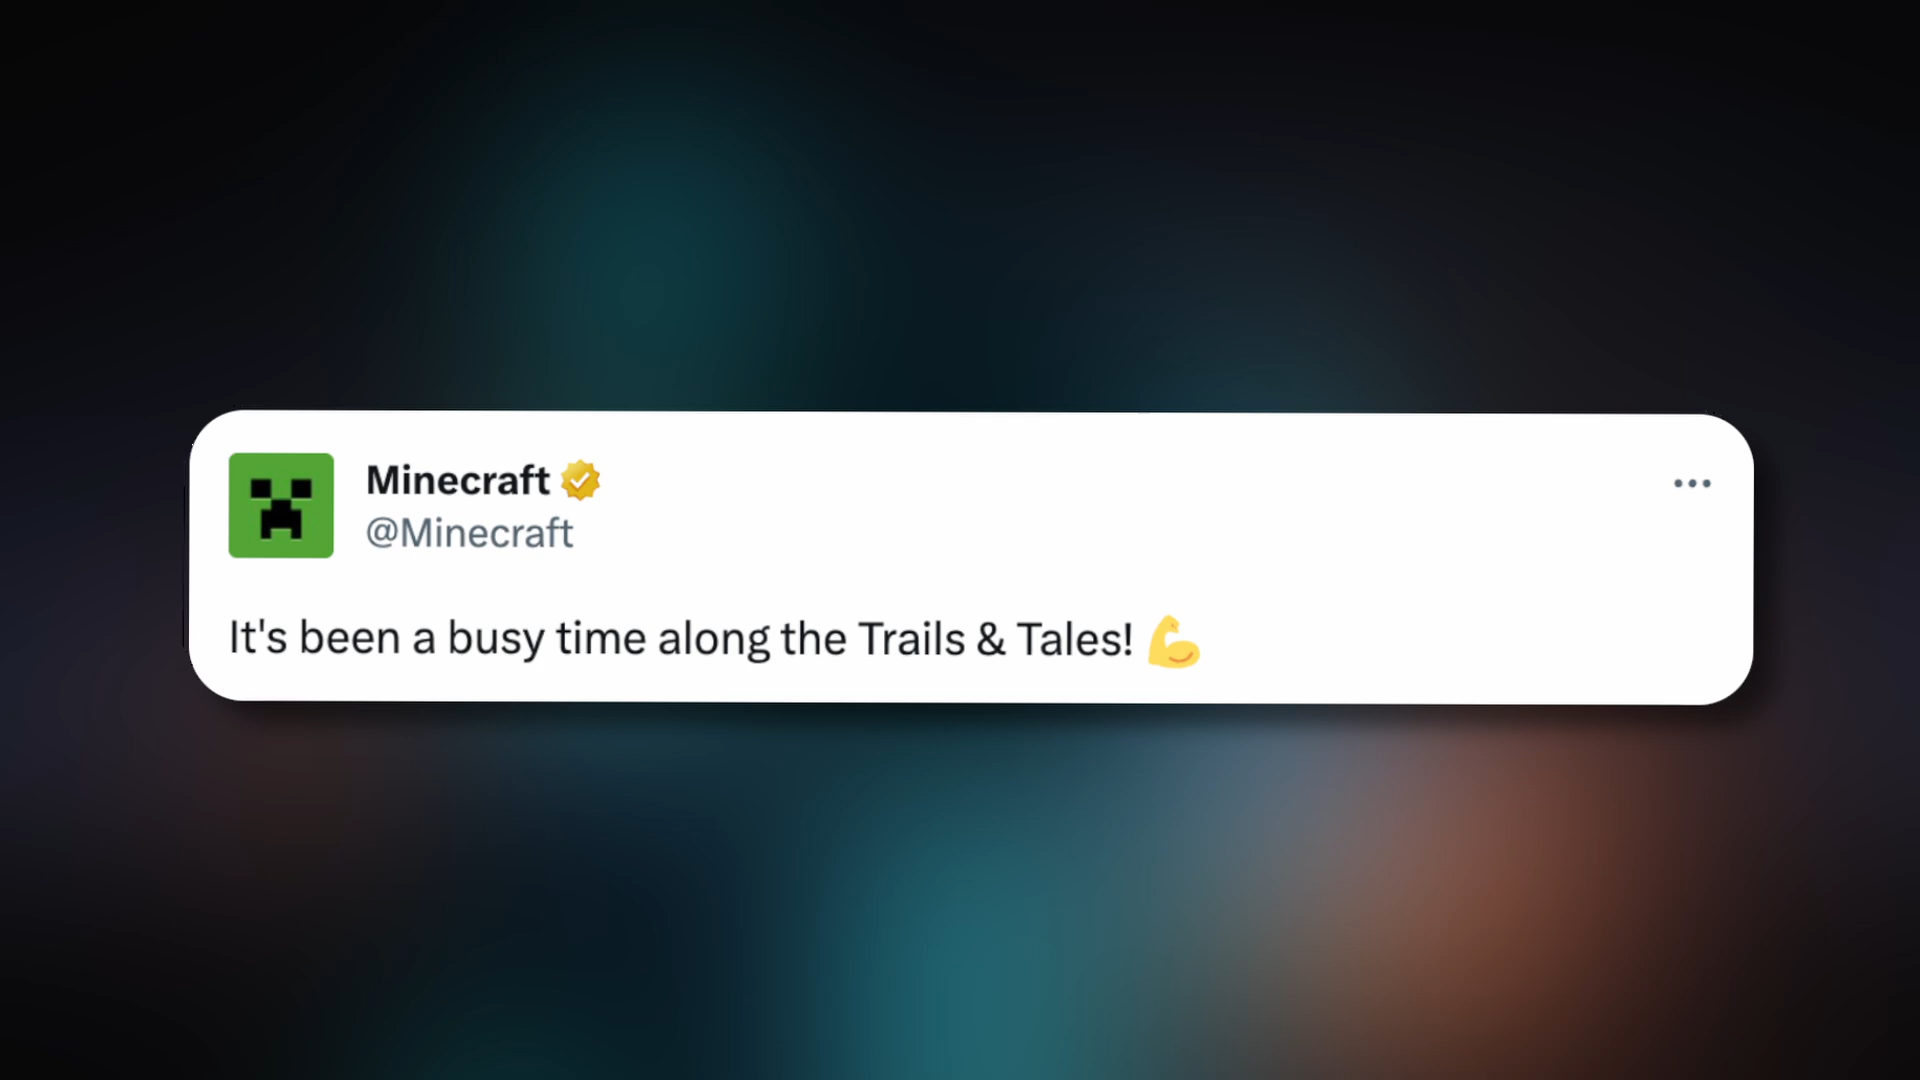 Minecraft
@Minecraft
It's been a busy time along the Trails & Tales! 💪